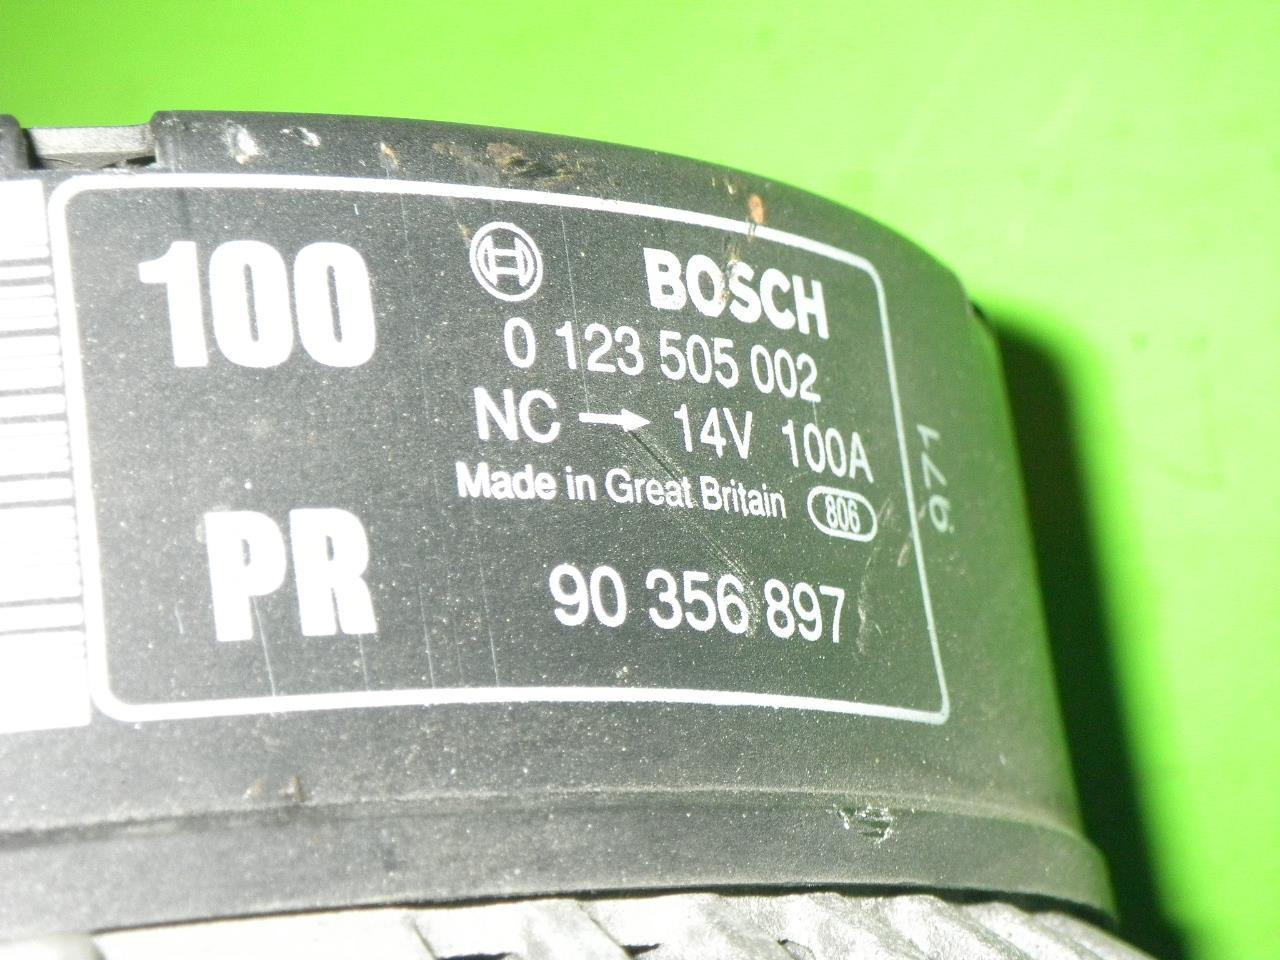 100
BOSCH
0 123 505 002
NC → 14V 100A
Made in Great Britain 806
PR
90 356 897
971